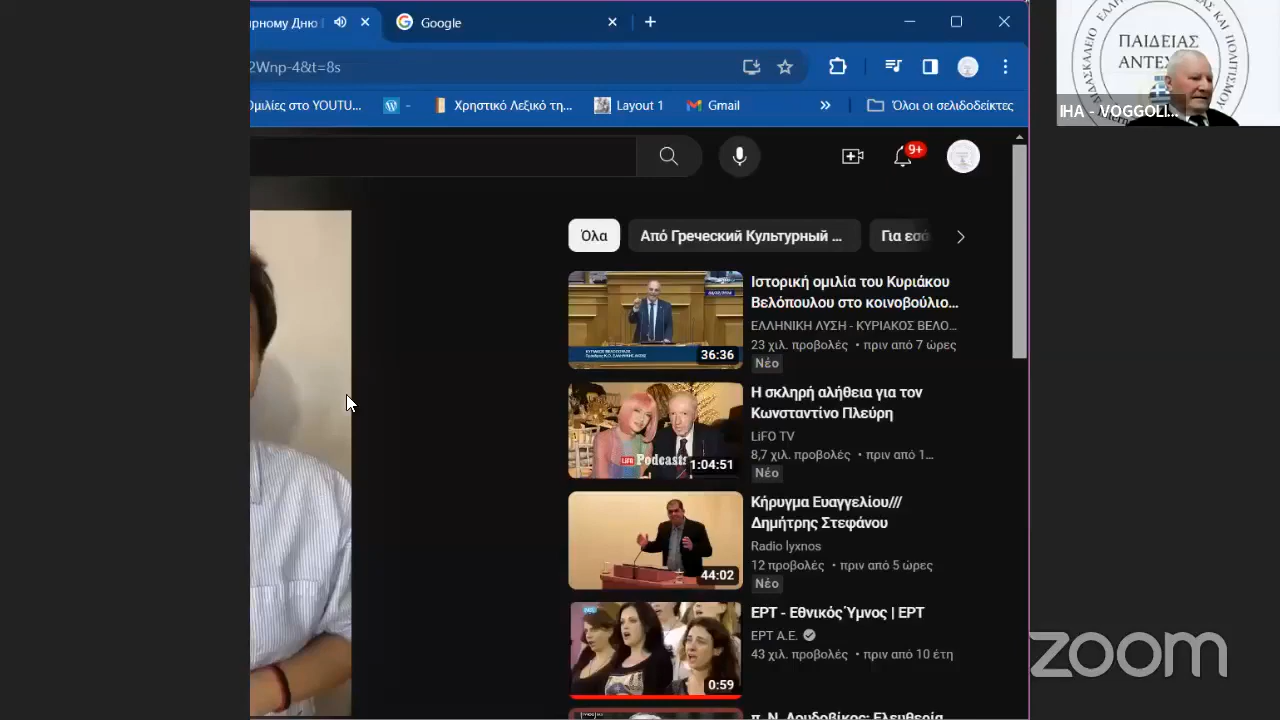 рному Дню
Google
2Wnp-4&t=8s
Ομιλίες στο YOUTU...
-
Χρηστικό Λεξικό τη...
Layout 1
Gmail
»
Όλοι οι σελιδοδείκτες
9+
Όλα
Από Греческий Культурный ...
Για εσά
Ιστορική ομιλία του Κυριάκου
Βελόπουλου στο κοινοβούλιο...
ΕΛΛΗΝΙΚΗ ΛΥΣΗ - ΚΥΡΙΑΚΟΣ ΒΕΛΟ...
23 χιλ. προβολές • πριν από 7 ώρες
Νέο
36:36
Η σκληρή αλήθεια για τον
Κωνσταντίνο Πλεύρη
LiFO TV
8,7 χιλ. προβολές • πριν από 1...
Νέο
LIFO Podcasts
1:04:51
Κήρυγμα Ευαγγελίου///
Δημήτρης Στεφάνου
Radio lyxnos
12 προβολές • πριν από 5 ώρες
Νέο
44:02
ΕΡΤ - Εθνικός Ύμνος | ΕΡΤ
ΕΡΤ Α.Ε.
43 χιλ. προβολές • πριν από 10 έτη
0:59
π. Ν. Λουδοβίκος: Ελευθερία
ΠΑΙΔΕΙΑΣ
IHA - VOGGOLI...
zoom